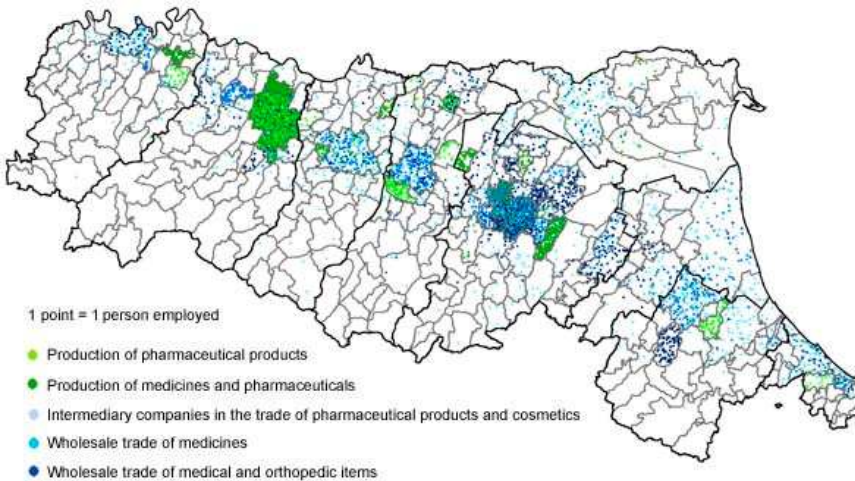 1 point = 1 person employed
Production of pharmaceutical products
Production of medicines and pharmaceuticals
Intermediary companies in the trade of pharmaceutical products and cosmetics
Wholesale trade of medicines
Wholesale trade of medical and orthopedic items